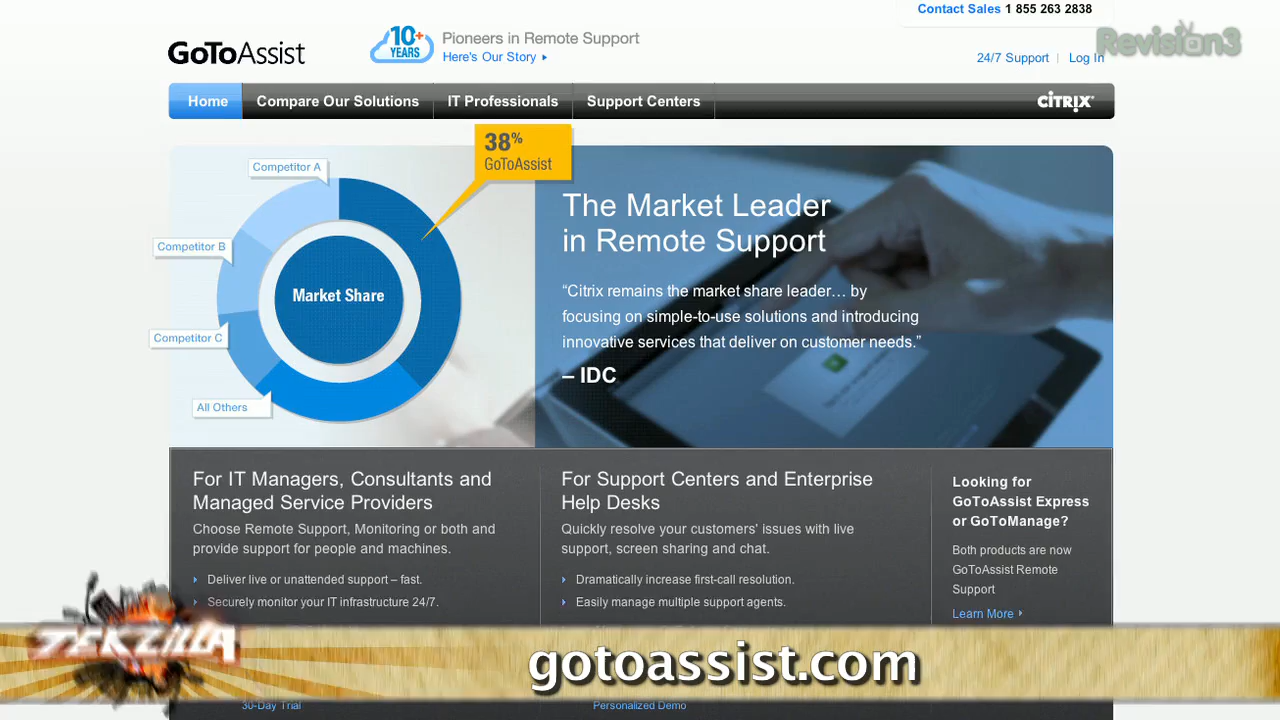 Contact Sales 1 855 263 2838
Revision3
GoToAssist
10+ YEARS
Pioneers in Remote Support
Here's Our Story
24/7 Support | Log In
Home
Compare Our Solutions
IT Professionals
Support Centers
CITRIX
38%
GoToAssist
Competitor A
Competitor B
Competitor C
All Others
Market Share
The Market Leader
in Remote Support
“Citrix remains the market share leader… by
focusing on simple-to-use solutions and introducing
innovative services that deliver on customer needs.”
– IDC
For IT Managers, Consultants and
Managed Service Providers
Choose Remote Support, Monitoring or both and
provide support for people and machines.
Deliver live or unattended support – fast.
Securely monitor your IT infrastructure 24/7.
For Support Centers and Enterprise
Help Desks
Quickly resolve your customers' issues with live
support, screen sharing and chat.
Dramatically increase first-call resolution.
Easily manage multiple support agents.
Looking for
GoToAssist Express
or GoToManage?
Both products are now
GoToAssist Remote
Support
Learn More
TEKZILLA
gotoassist.com
30-Day Trial
Personalized Demo